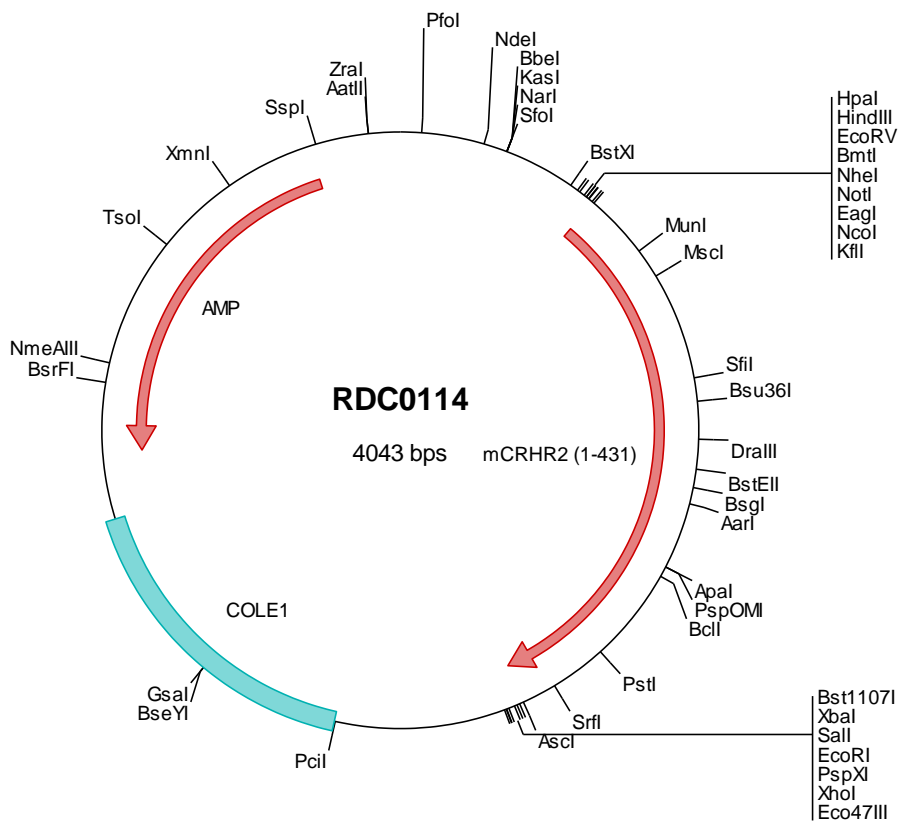 PfoI
NdeI
BbeI
KasI
NarI
SfoI
ZraI
AatII
SspI
XmnI
TsoI
BstXI
HpaI
HindIII
EcoRV
BmtI
NheI
NotI
EagI
NcoI
KflI
MunI
MscI
AMP
NmeAIII
BsrFI
SfiI
Bsu36I
RDC0114
4043 bps
mCRHR2 (1-431)
DraIII
BstEII
BsgI
AarI
ApaI
PspOMI
BclI
COLE1
PstI
GsaI
BseYI
SrfI
AscI
PciI
Bst1107I
XbaI
SalI
EcoRI
PspXI
XhoI
Eco47III